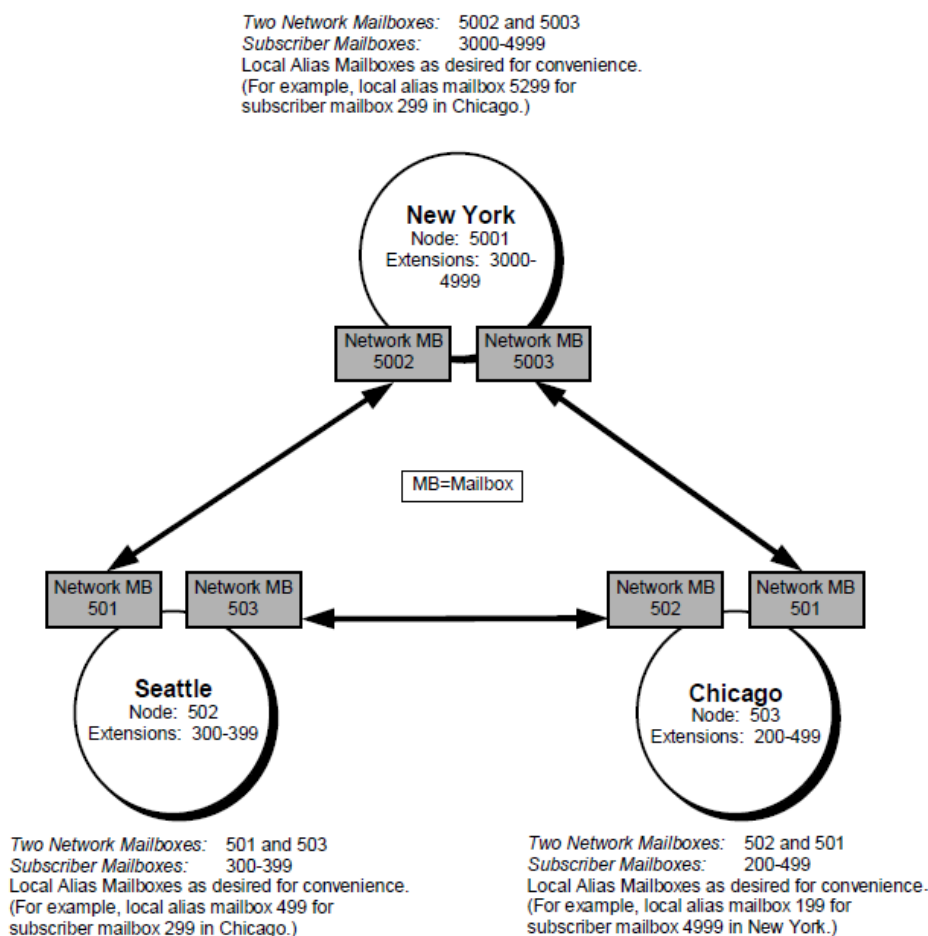 Two Network Mailboxes: 5002 and 5003
Subscriber Mailboxes: 3000-4999
Local Alias Mailboxes as desired for convenience.
(For example, local alias mailbox 5299 for
subscriber mailbox 299 in Chicago.)
New York
Node: 5001
Extensions: 3000-
4999
Network MB
5002
Network MB
5003
MB=Mailbox
Network MB
501
Network MB
503
Network MB
502
Network MB
501
Seattle
Node: 502
Extensions: 300-399
Chicago
Node: 503
Extensions: 200-499
Two Network Mailboxes: 501 and 503
Subscriber Mailboxes: 300-399
Local Alias Mailboxes as desired for convenience.
(For example, local alias mailbox 499 for
subscriber mailbox 299 in Chicago.)
Two Network Mailboxes: 502 and 501
Subscriber Mailboxes: 200-499
Local Alias Mailboxes as desired for convenience.
(For example, local alias mailbox 199 for
subscriber mailbox 4999 in New York.)